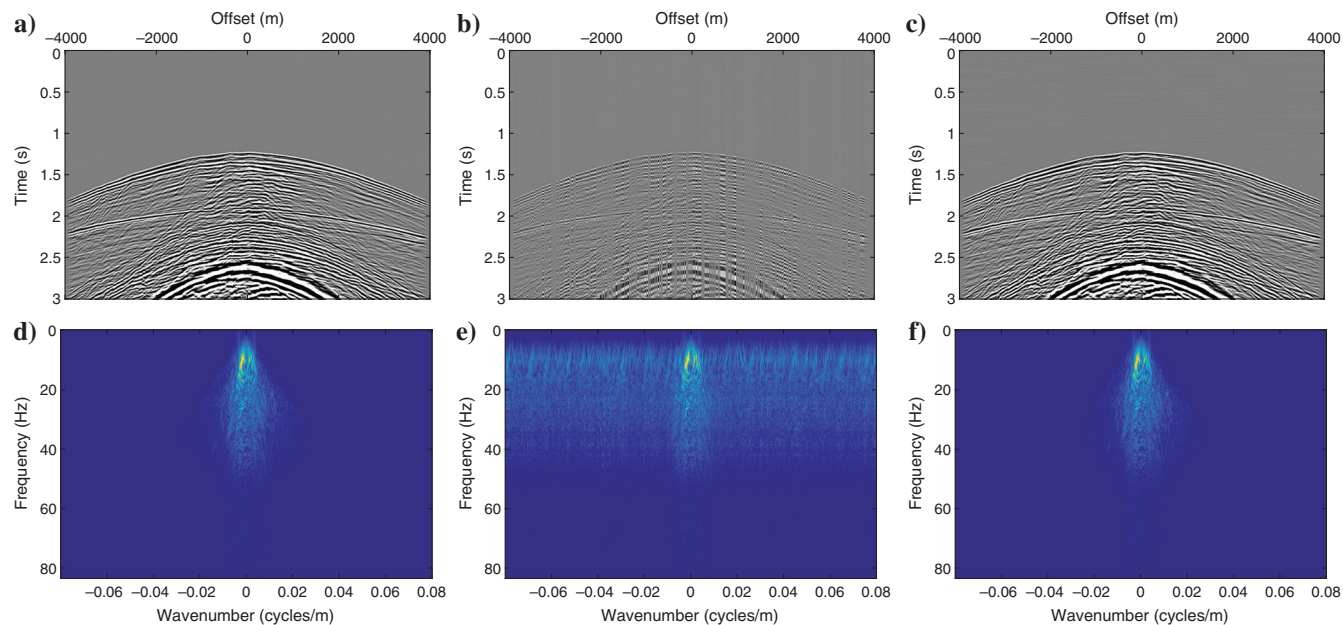 a)
Offset (m)
−4000 −2000 0 2000 4000
0
0.5
1
1.5
2
2.5
3
Time (s)
b)
Offset (m)
−4000 −2000 0 2000 4000
0
0.5
1
1.5
2
2.5
3
Time (s)
c)
Offset (m)
−4000 −2000 0 2000 4000
0
0.5
1
1.5
2
2.5
3
Time (s)
d)
0
20
40
60
80
Frequency (Hz)
−0.06 −0.04 −0.02 0 0.02 0.04 0.06 0.08
Wavenumber (cycles/m)
e)
0
20
40
60
80
Frequency (Hz)
−0.06 −0.04 −0.02 0 0.02 0.04 0.06 0.08
Wavenumber (cycles/m)
f)
0
20
40
60
80
Frequency (Hz)
−0.06 −0.04 −0.02 0 0.02 0.04 0.06 0.08
Wavenumber (cycles/m)